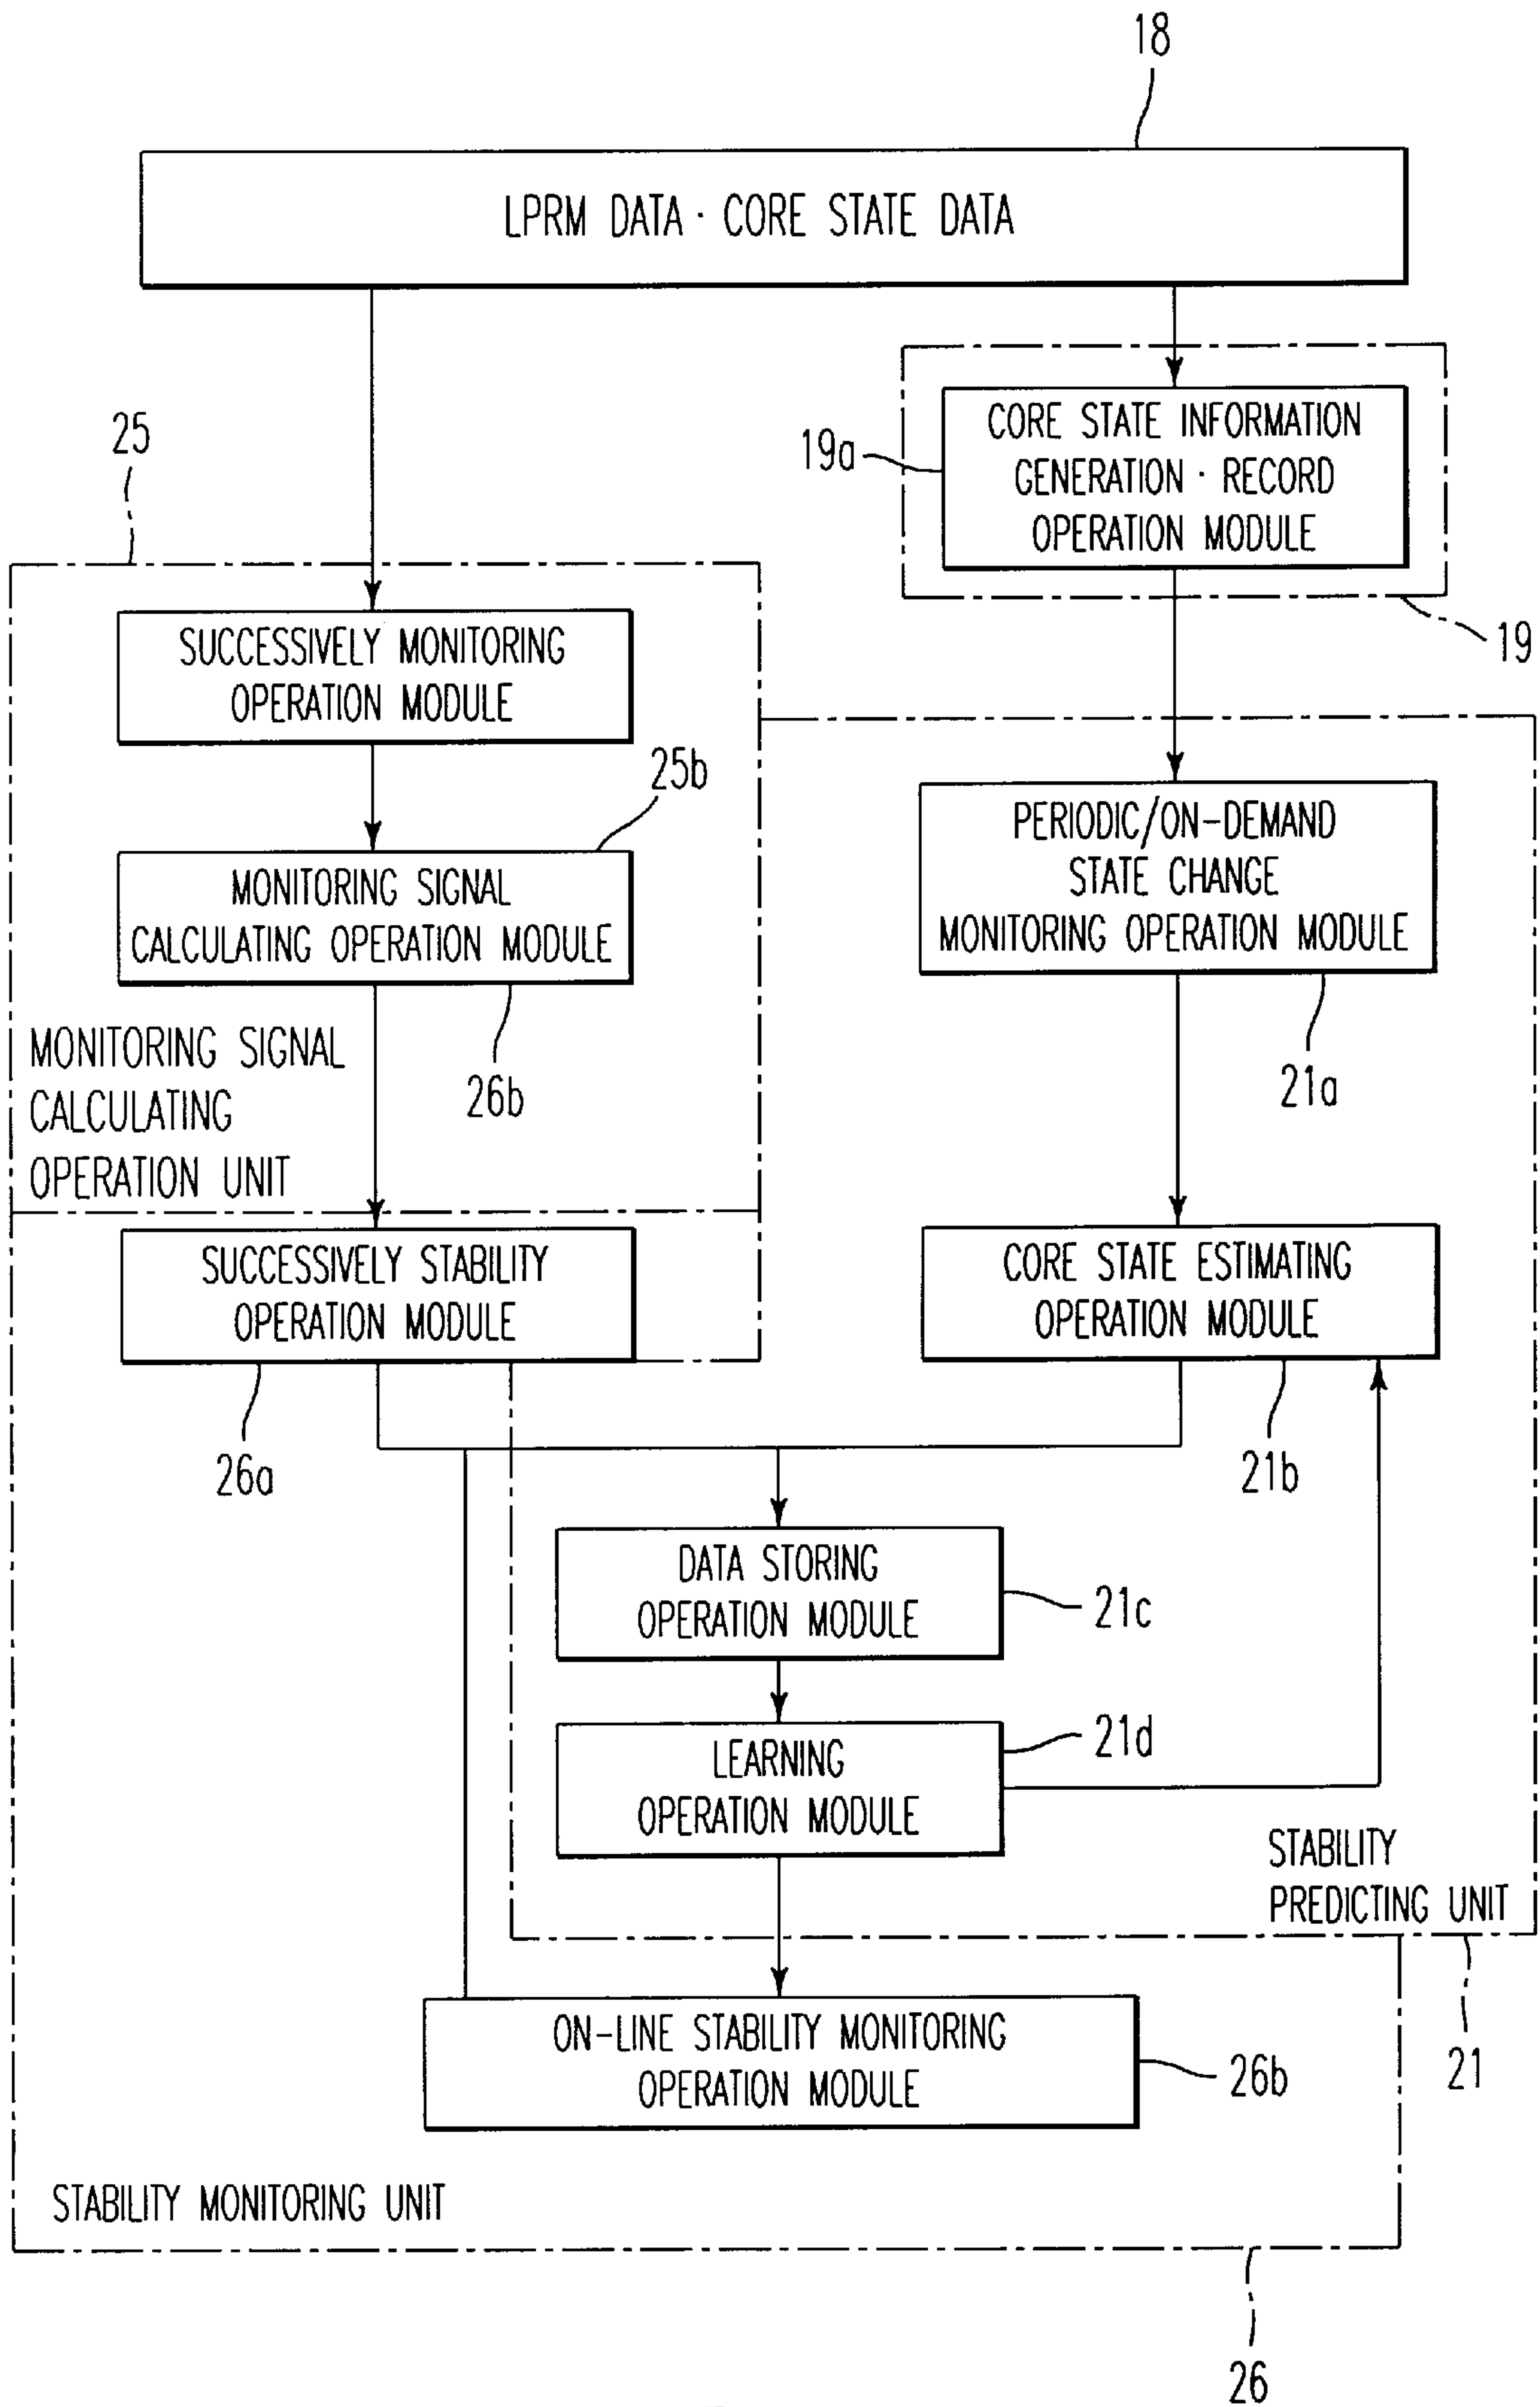 18
LPRM DATA · CORE STATE DATA
25
19a
CORE STATE INFORMATION
GENERATION · RECORD
OPERATION MODULE
19
SUCCESSIVELY MONITORING
OPERATION MODULE
25b
MONITORING SIGNAL
CALCULATING OPERATION MODULE
26b
PERIODIC/ON-DEMAND
STATE CHANGE
MONITORING OPERATION MODULE
21a
MONITORING SIGNAL
CALCULATING
OPERATION UNIT
SUCCESSIVELY STABILITY
OPERATION MODULE
26a
CORE STATE ESTIMATING
OPERATION MODULE
21b
DATA STORING
OPERATION MODULE
21c
LEARNING
OPERATION MODULE
21d
STABILITY
PREDICTING UNIT
21
ON-LINE STABILITY MONITORING
OPERATION MODULE
26b
STABILITY MONITORING UNIT
26